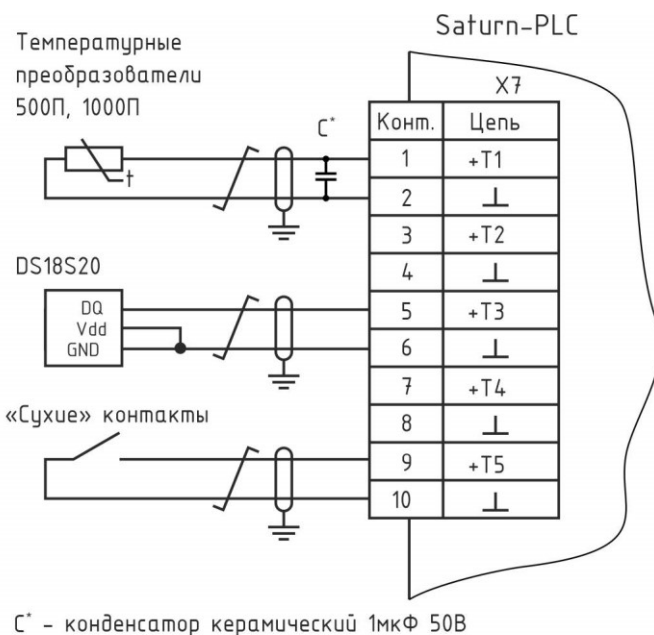 Saturn-PLC
Температурные
преобразователи
500П, 1000П
C*
t
X7
Конт. Цепь
1 +T1
2 ⊥
3 +T2
4 ⊥
DS18S20
DQ
Vdd
GND
5 +T3
6 ⊥
7 +T4
8 ⊥
«Сухие» контакты
9 +T5
10 ⊥
C* - конденсатор керамический 1мкФ 50В